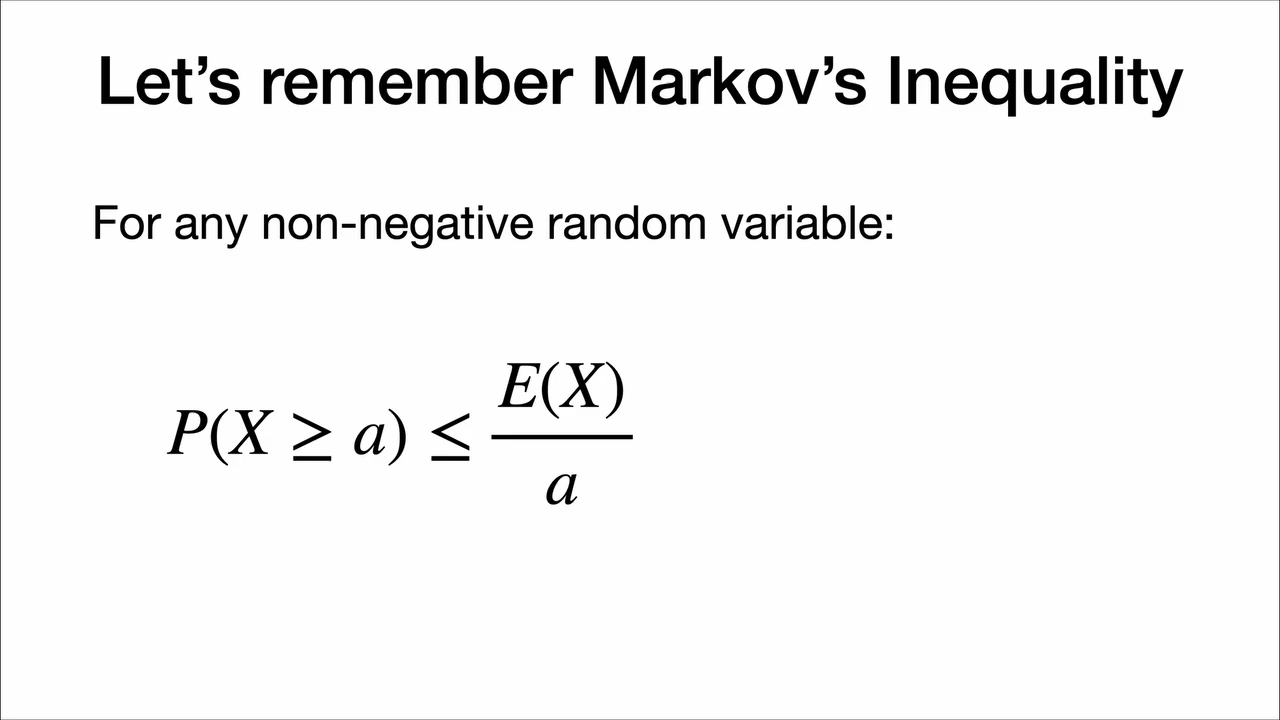 Let’s remember Markov’s Inequality
For any non-negative random variable:
P(X ≥ a) ≤ E(X) / a